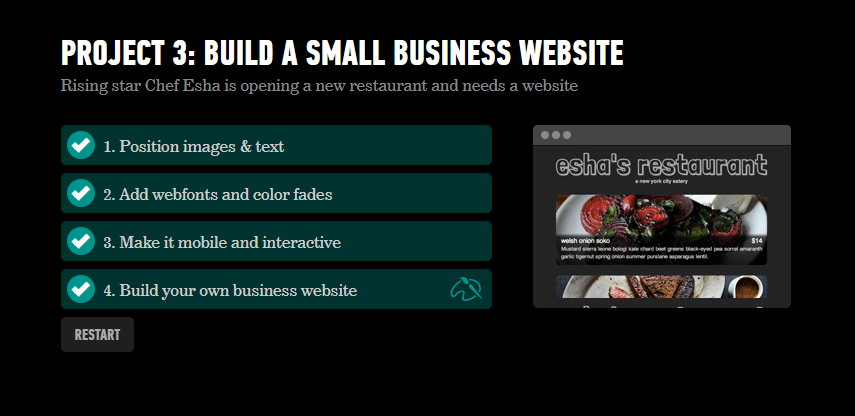 PROJECT 3: BUILD A SMALL BUSINESS WEBSITE
Rising star Chef Esha is opening a new restaurant and needs a website
1. Position images & text
2. Add webfonts and color fades
3. Make it mobile and interactive
4. Build your own business website
RESTART
esha's restaurant
a new york city eatery
welsh onion soko $14
Mustard sierra leone bologi kale chard beet greens black-eyed pea sorrel amaranth
garlic tigernut spring onion summer purslane asparagus lentil.